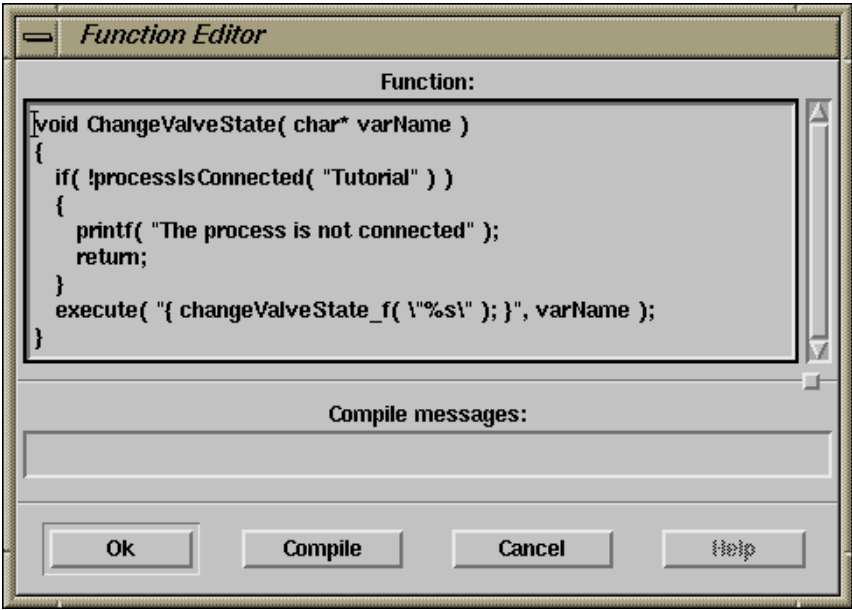 Function Editor
Function:
void ChangeValveState( char* varName )
{
if( !processIsConnected( "Tutorial" ) )
{
printf( "The process is not connected" );
return;
}
execute( "{ changeValveState_f( \"%s\" ); }", varName );
}
Compile messages:
Ok Compile Cancel Help